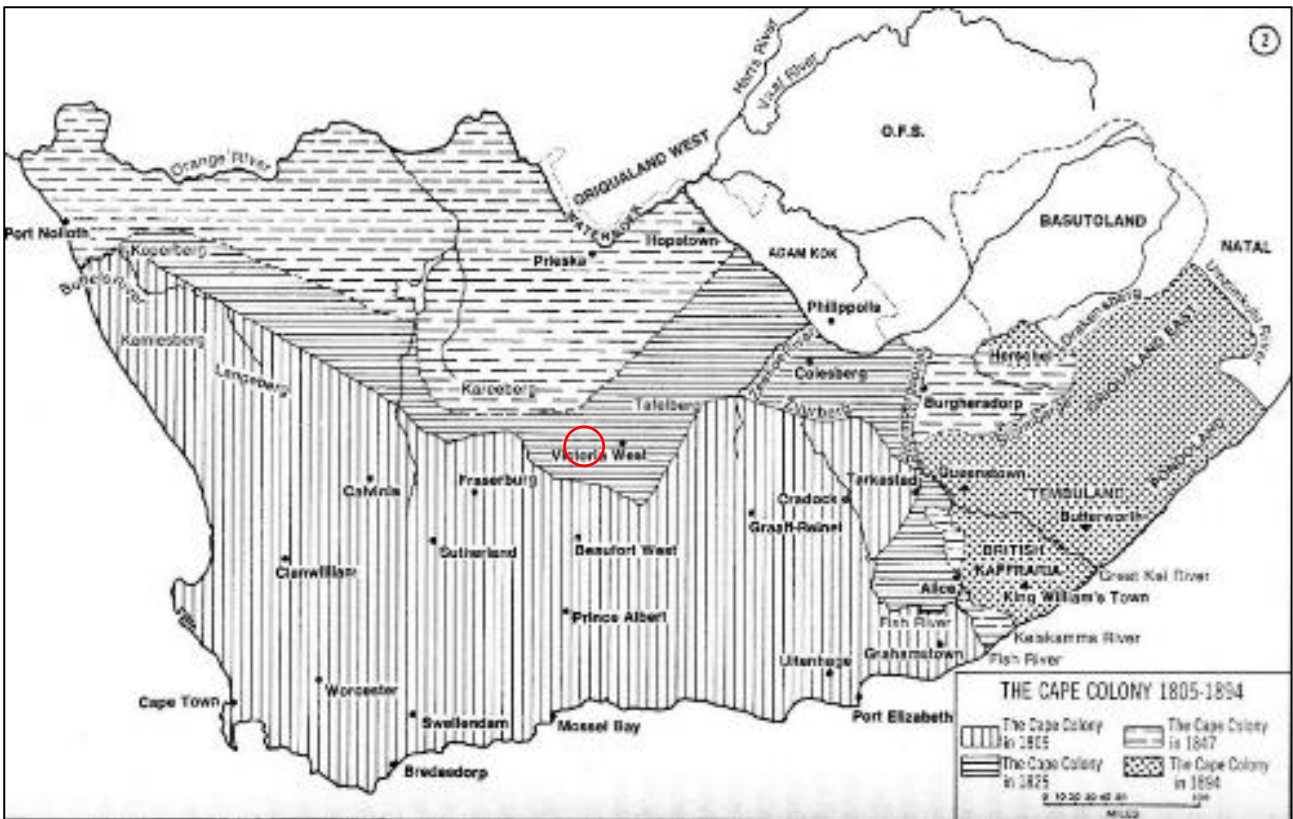 2
Hart's River
Vaal River
O.F.S.
GRIQUALAND WEST
Orange River
BASUTOLAND
NATAL
Port Nolloth
Koperberg
Hopetown
ADAM KOK
Prieska
Philippolis
Drakensberg
Umzimkulu River
Kamiesberg
Langeberg
Kareeberg
Tafelberg
Colesberg
Herschel
GRIQUALAND EAST
Burghersdorp
Victoria West
Calvinia
Fraserburg
Cradock
Tarkastad
Queenstown
TEMBULAND
PONDOLAND
Graaff-Reinet
Butterworth
Sutherland
Beaufort West
BRITISH
KAFFRARIA
Clanwilliam
Alice
Great Kei River
King William's Town
Prince Albert
Fish River
Keiskamma River
Uitenhage
Grahamstown
Fish River
Cape Town
Worcester
Swellendam
Mossel Bay
Port Elizabeth
Bredasdorp
THE CAPE COLONY 1805-1894
The Cape Colony
in 1805
The Cape Colony
in 1847
The Cape Colony
in 1825
The Cape Colony
in 1894
MILES